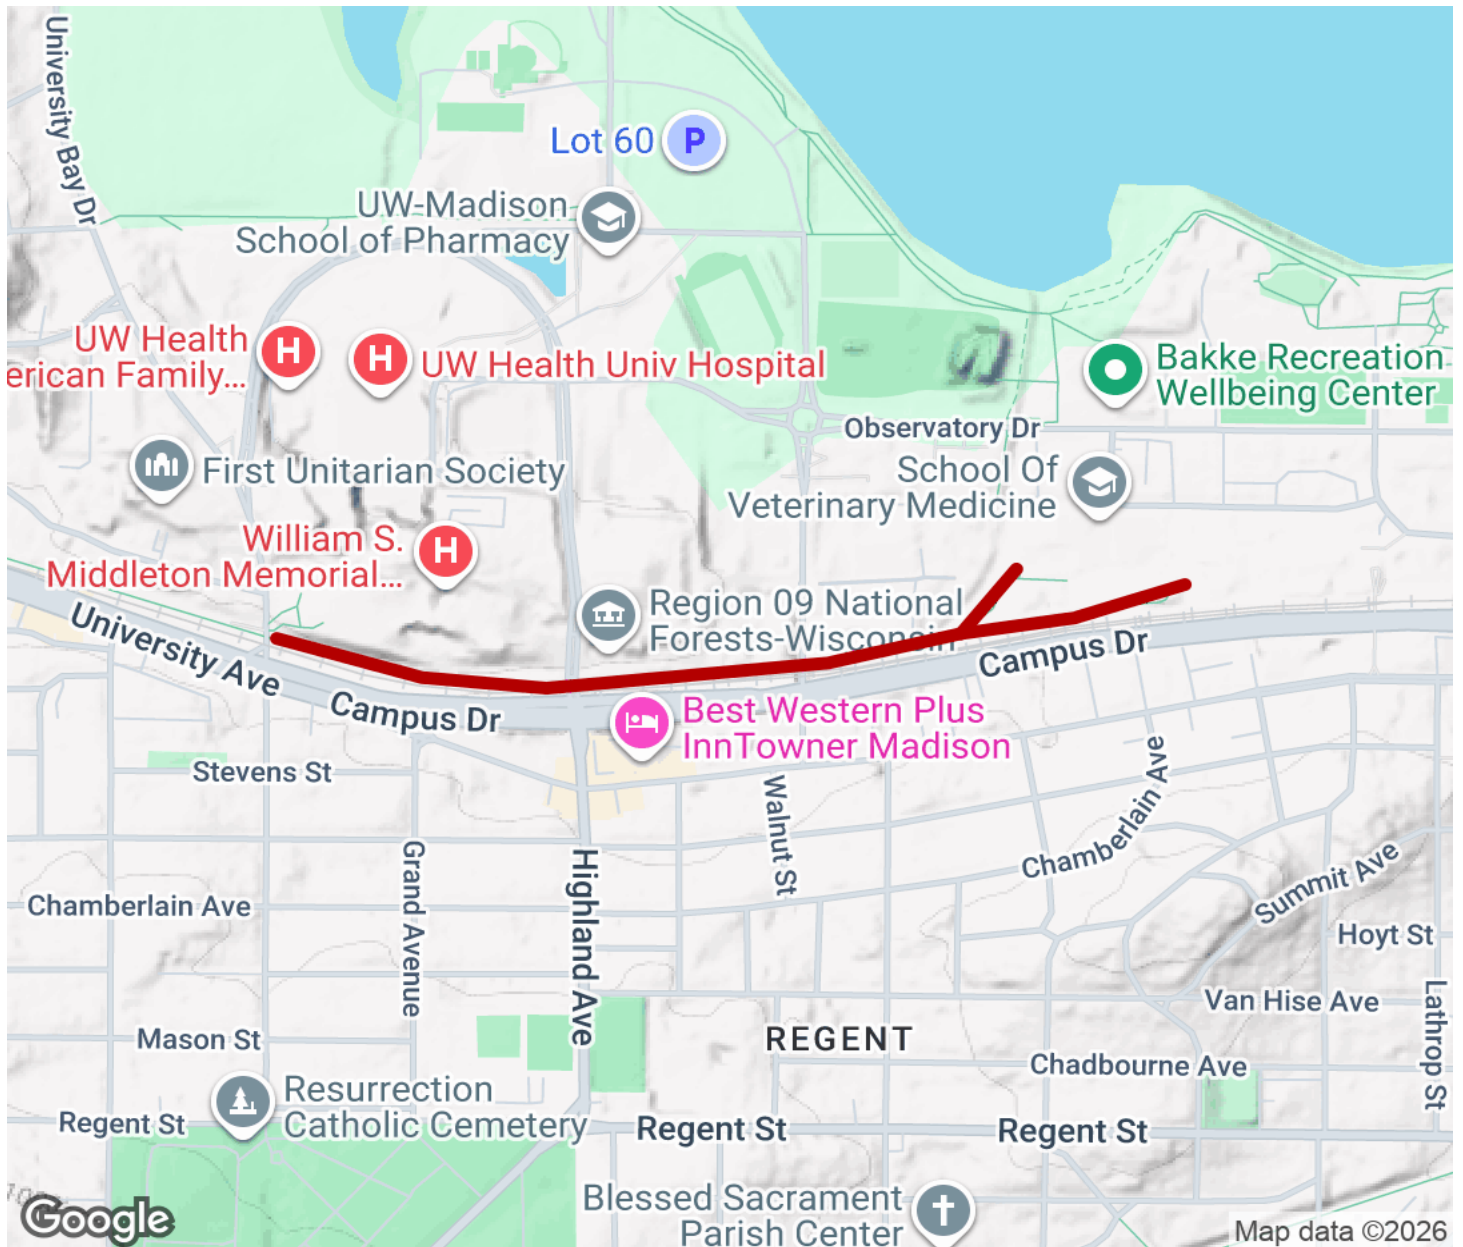 University Bay Dr
Lot 60
P
UW-Madison
School of Pharmacy
UW Health
erican Family...
H
H
UW Health Univ Hospital
Bakke Recreation
Wellbeing Center
Observatory Dr
First Unitarian Society
School Of
Veterinary Medicine
William S.
Middleton Memorial...
H
Region 09 National
Forests-Wisconsin
University Ave
Campus Dr
Campus Dr
Best Western Plus
InnTowner Madison
Stevens St
Walnut St
Chamberlain Ave
Grand Avenue
Highland Ave
Chamberlain Ave
Summit Ave
Hoyt St
Van Hise Ave
Lathrop St
Mason St
REGENT
Chadbourne Ave
Resurrection
Catholic Cemetery
Regent St
Regent St
Regent St
Blessed Sacrament
Parish Center
Google
Map data ©2026